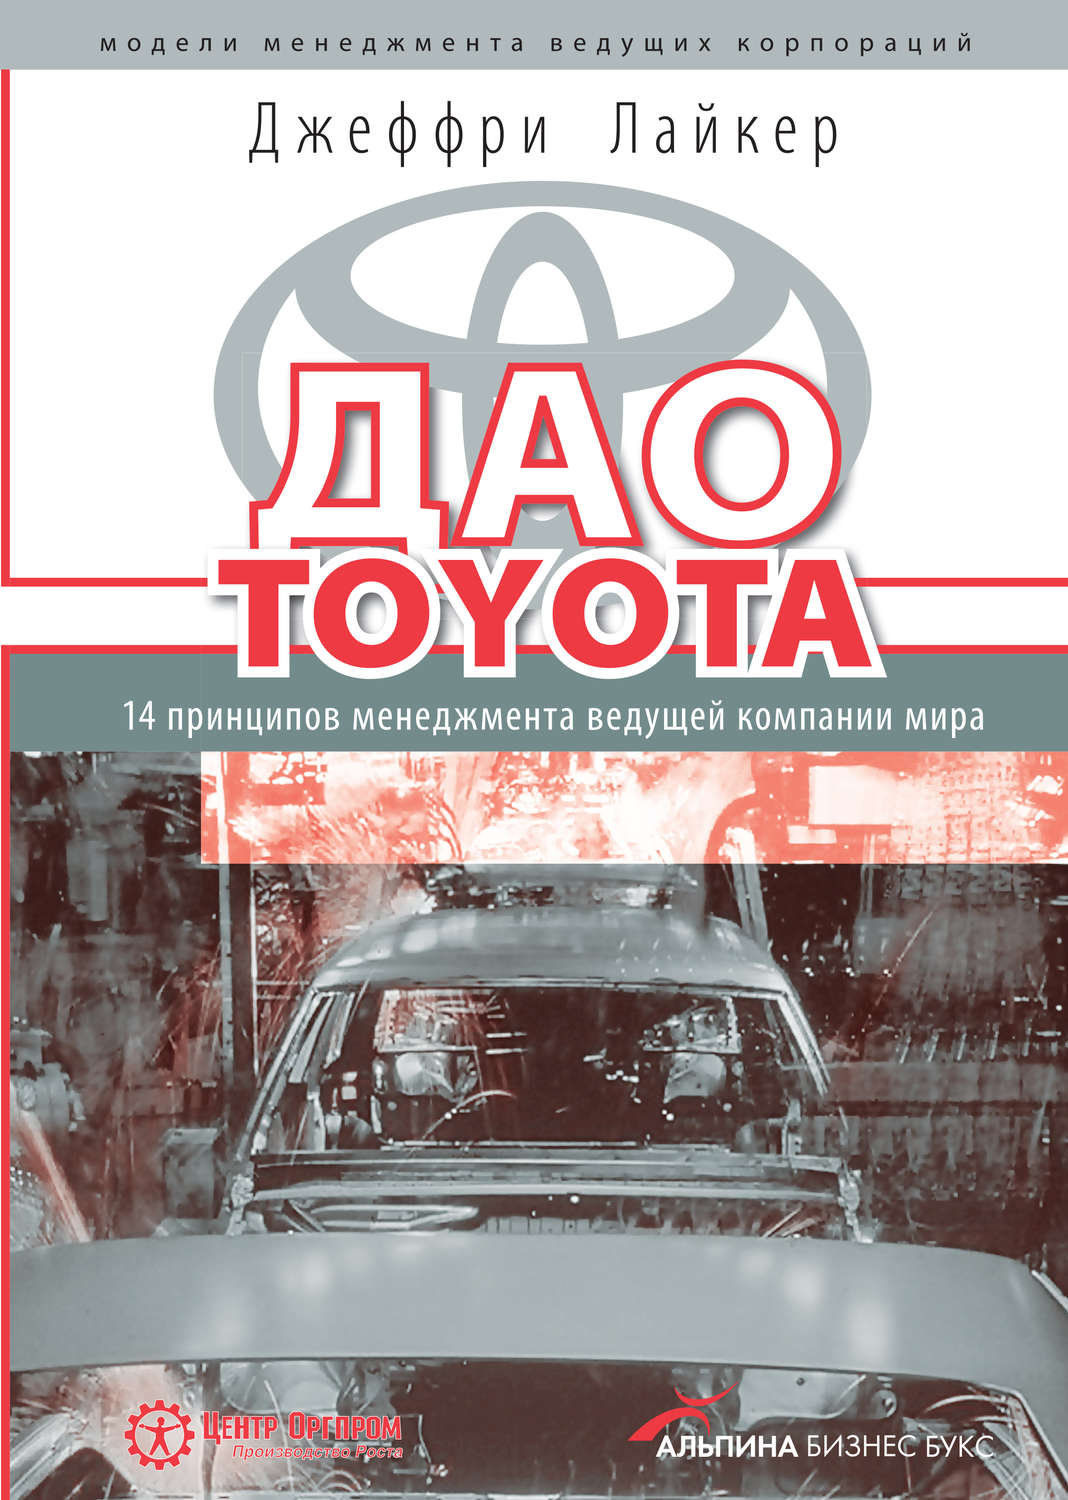 модели менеджмента ведущих корпораций
Джеффри Лайкер
ДАО
TOYOTA
14 принципов менеджмента ведущей компании мира
Центр Оргпром
Производство Роста
АЛЬПИНА БИЗНЕС БУКС